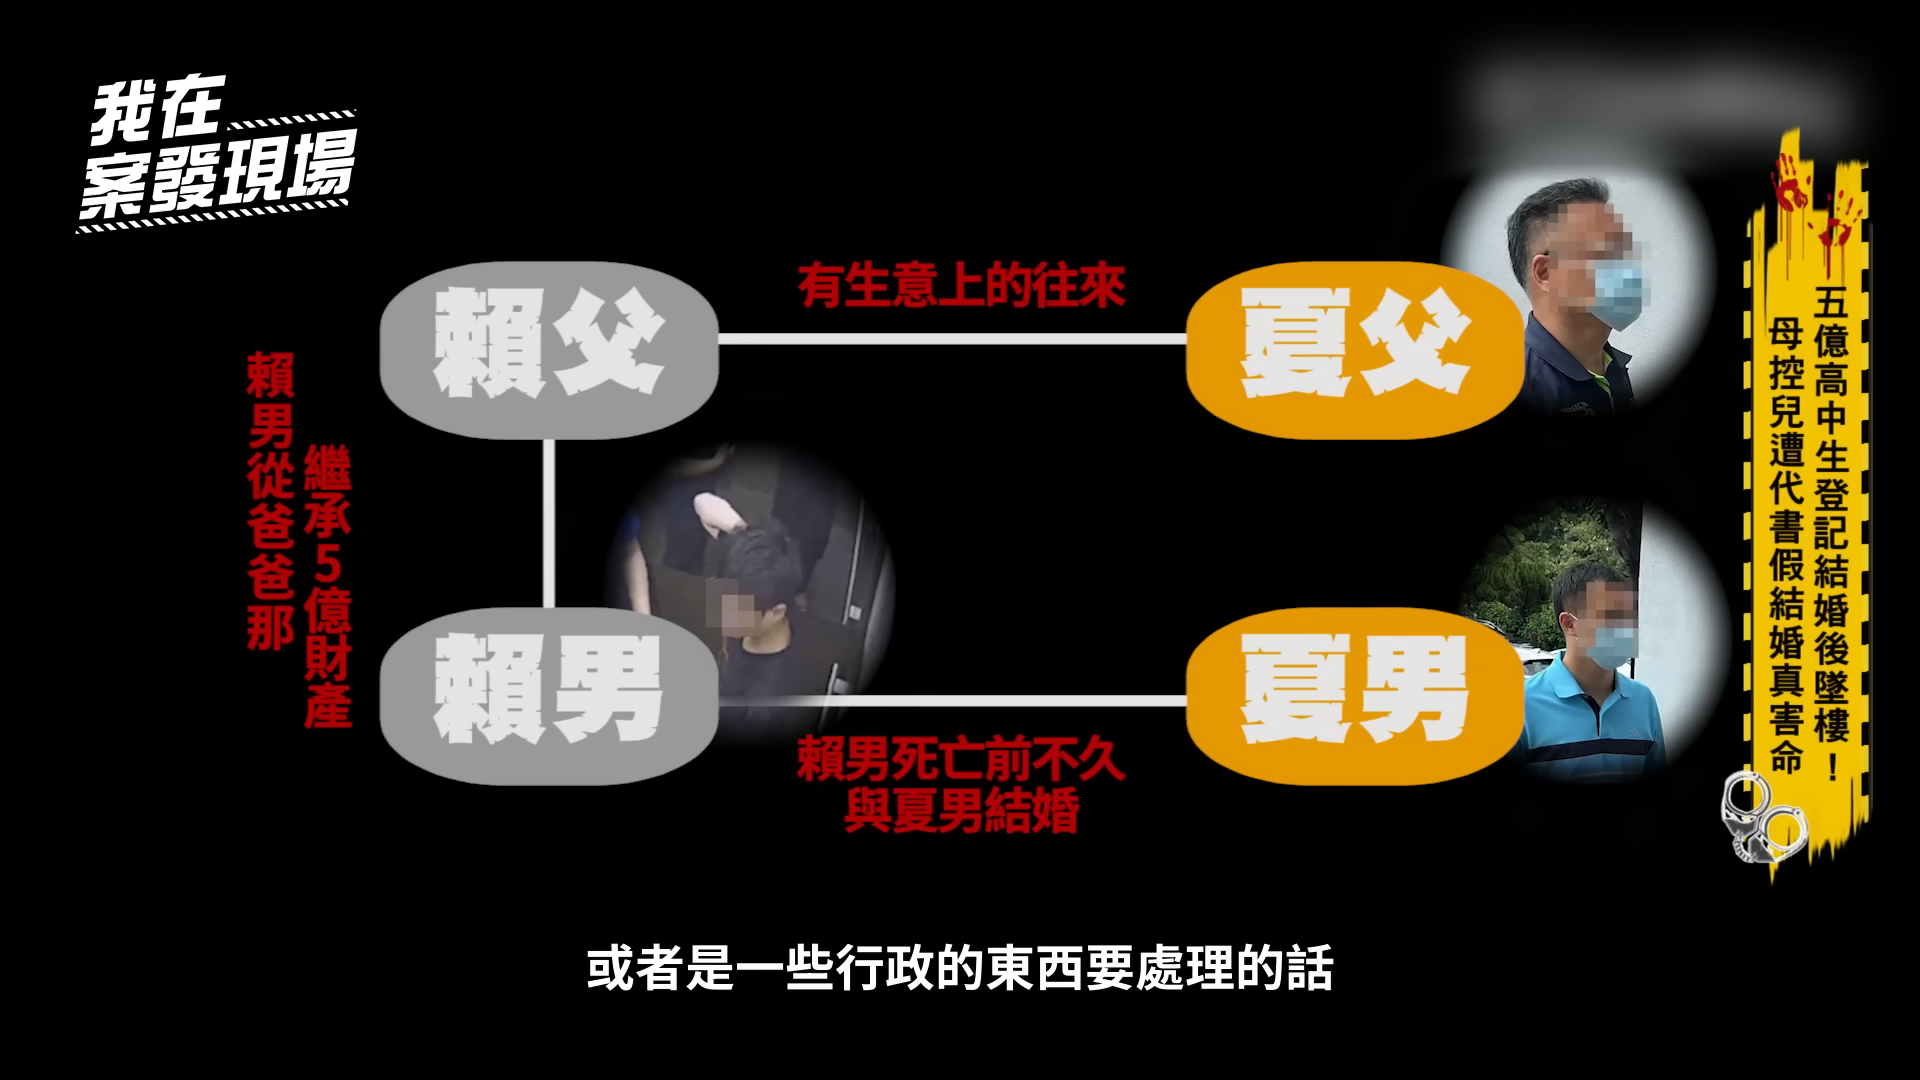 我在
案發現場
有生意上的往來
賴父
夏父
賴男從爸爸那
繼承5億財產
賴男
夏男
賴男死亡前不久
與夏男結婚
五億高中生登記結婚後墜樓!
母控兒遭代書假結婚真害命
或者是一些行政的東西要處理的話